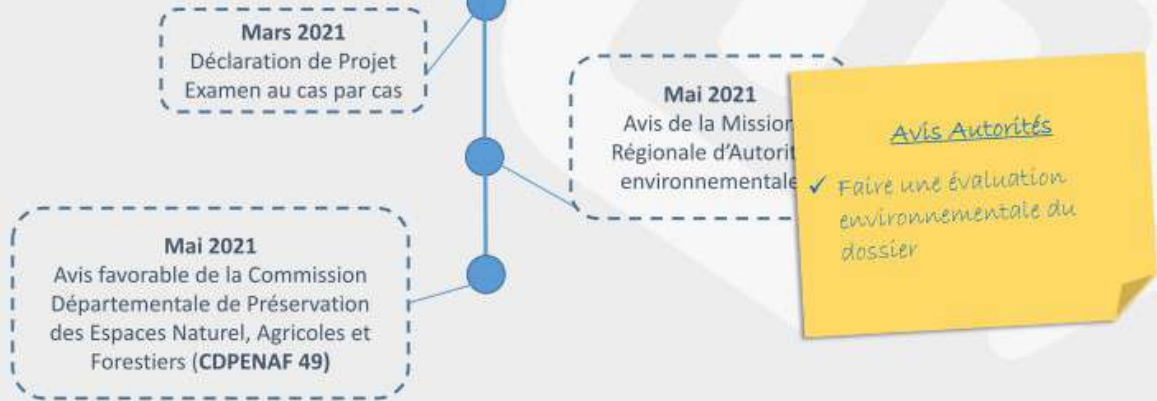 Mars 2021
Déclaration de Projet
Examen au cas par cas
Mai 2021
Avis de la Mission
Régionale d'Autorit
environnementale
Avis Autorités
✓ Faire une évaluation
environnementale du
dossier
Mai 2021
Avis favorable de la Commission
Départementale de Préservation
des Espaces Naturel, Agricoles et
Forestiers (CDPENAF 49)